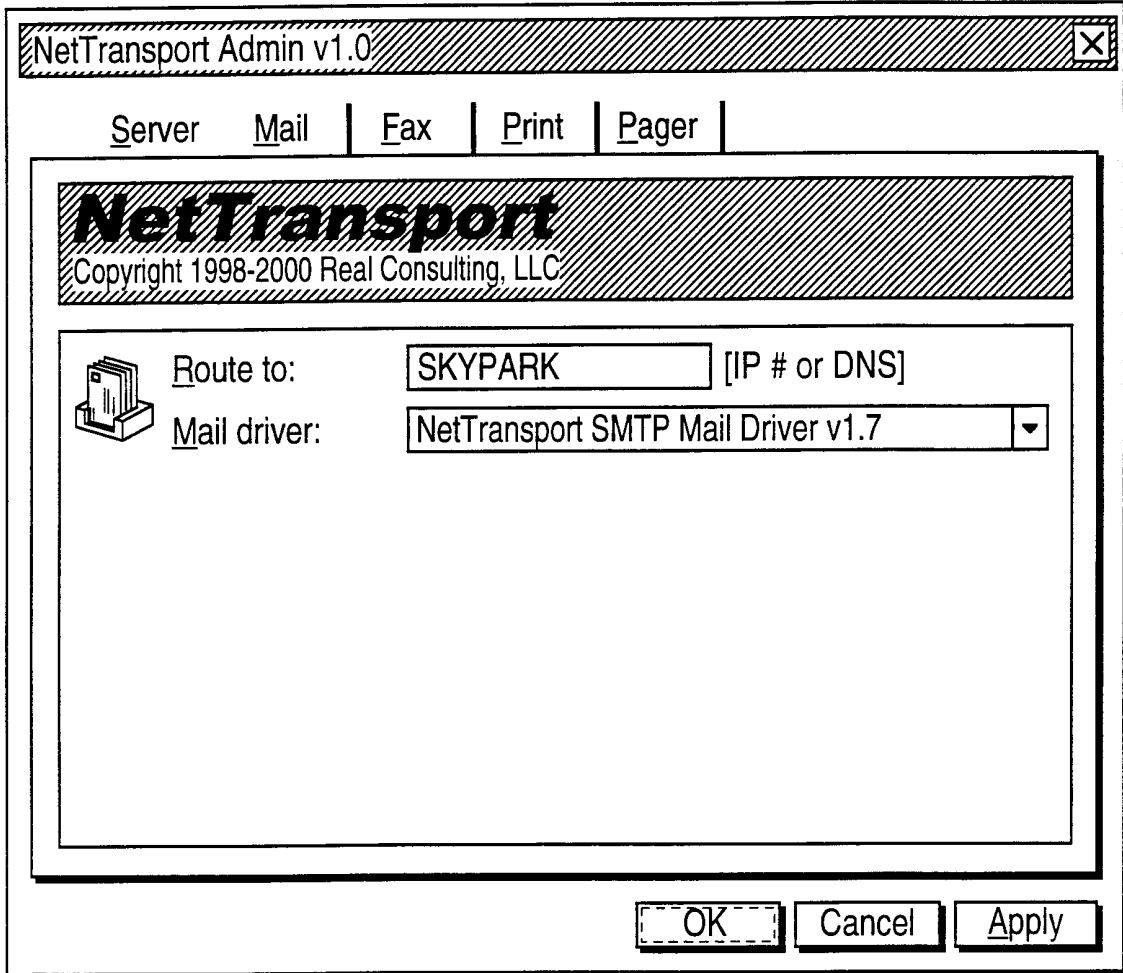 NetTransport Admin v1.0
Server Mail Fax Print Pager
NetTransport
Copyright 1998-2000 Real Consulting, LLC
Route to: SKYPARK [IP # or DNS]
Mail driver: NetTransport SMTP Mail Driver v1.7
OK Cancel Apply